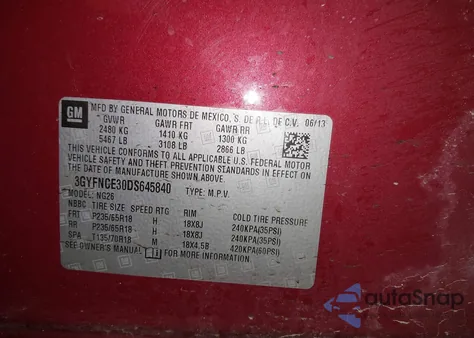 GM
MFD BY GENERAL MOTORS DE MEXICO, S. DE R.L. DE C.V. 06/13
GVWR GAWR FRT GAWR RR
2480 KG 1410 KG 1300 KG
5467 LB 3108 LB 2866 LB
THIS VEHICLE CONFORMS TO ALL APPLICABLE U.S. FEDERAL MOTOR
VEHICLE SAFETY, BUMPER, AND THEFT PREVENTION STANDARDS IN EFFECT ON
THE DATE OF MANUFACTURE SHOWN ABOVE.
3GYFNCE30DS645840 TYPE: M.P.V.
MODEL: NG26
NBBC TIRE SIZE SPEED RTG RIM COLD TIRE PRESSURE
FRT P235/65R18 H 18X8J 240KPA(35PSI)
RR P235/65R18 H 18X8J 240KPA(35PSI)
SPA T135/70R18 M 18X4.5B 420KPA(60PSI)
SEE OWNER'S MANUAL
autoSnap